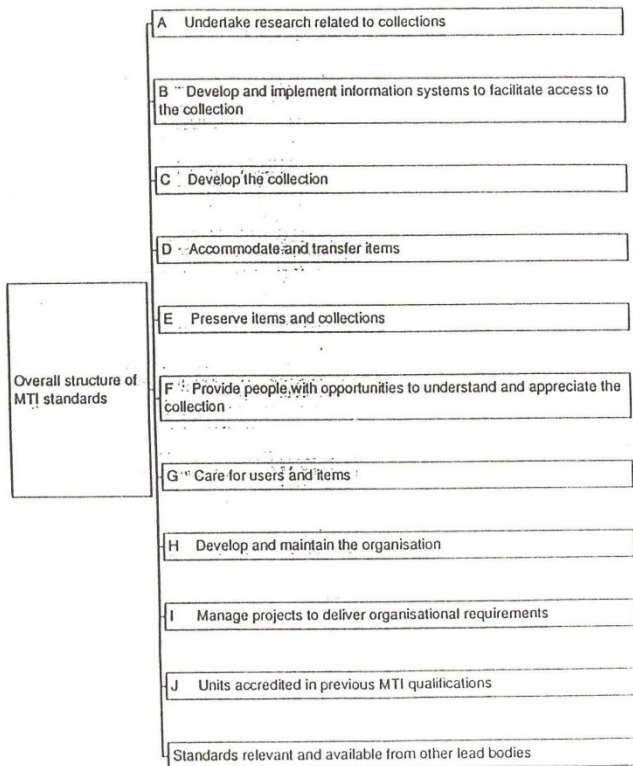 A Undertake research related to collections
B Develop and implement information systems to facilitate access to
the collection
C Develop the collection
D Accommodate and transfer items
E Preserve items and collections
Overall structure of
MTI standards
F Provide people with opportunities to understand and appreciate the
collection
G Care for users and items
H Develop and maintain the organisation
I Manage projects to deliver organisational requirements
J Units accredited in previous MTI qualifications
Standards relevant and available from other lead bodies